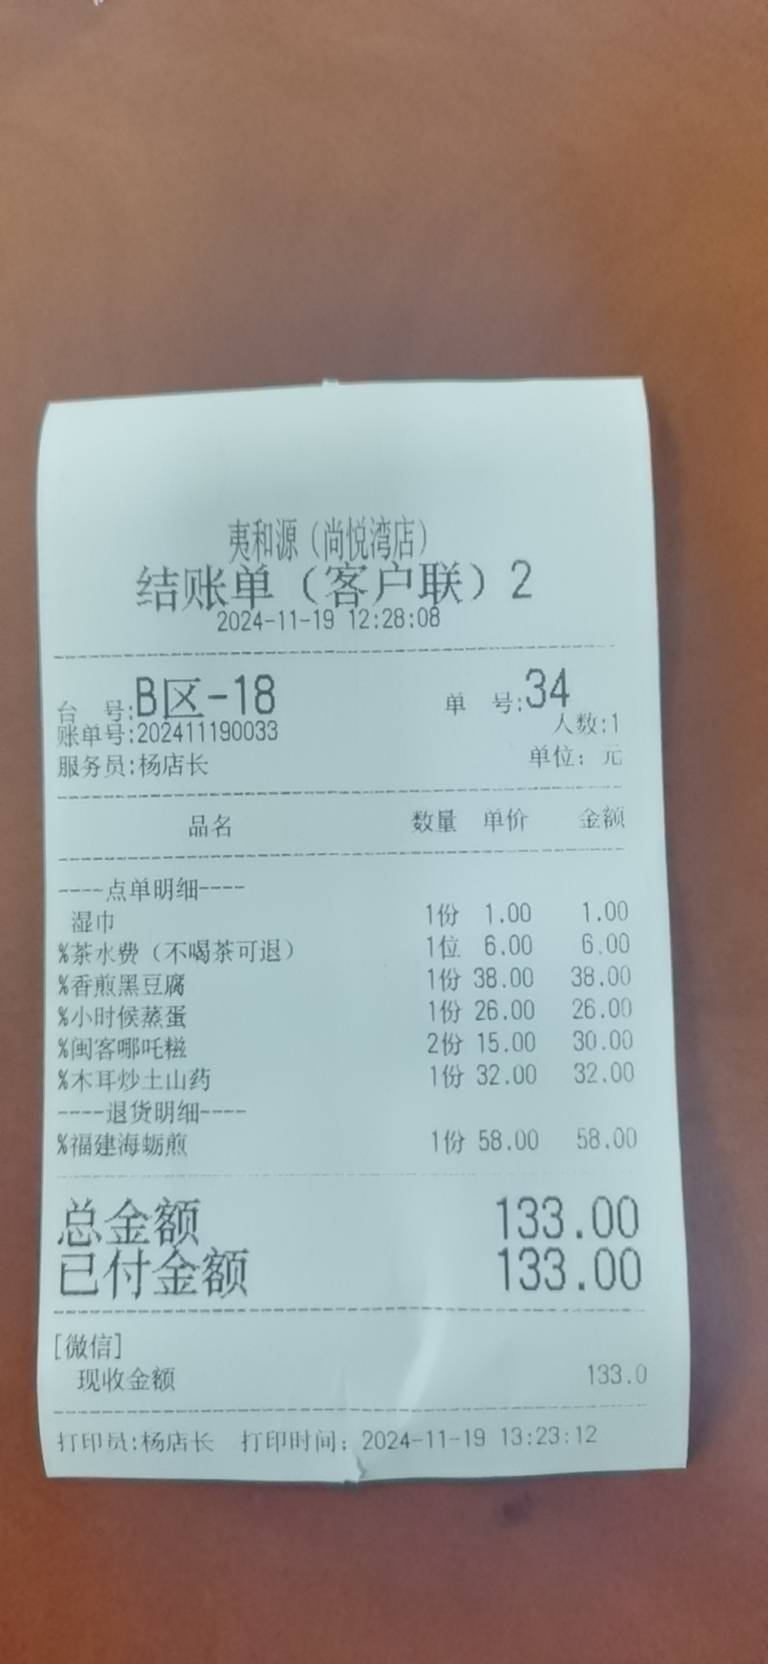 夷和源（尚悦湾店）
结账单（客户联）2
2024-11-19 12:28:08
台 号:B区-18 单 号:34
人数:1
账单号:202411190033
服务员:杨店长 单位：元
品名 数量 单价 金额
----点单明细----
湿巾 1份 1.00 1.00
%茶水费（不喝茶可退） 1位 6.00 6.00
%香煎黑豆腐 1份 38.00 38.00
%小时候蒸蛋 1份 26.00 26.00
%闽客哪吒糍 2份 15.00 30.00
%木耳炒土山药 1份 32.00 32.00
----退货明细----
%福建海蛎煎 1份 58.00 58.00
总金额 133.00
已付金额 133.00
[微信]
现收金额 133.0
打印员:杨店长 打印时间：2024-11-19 13:23:12